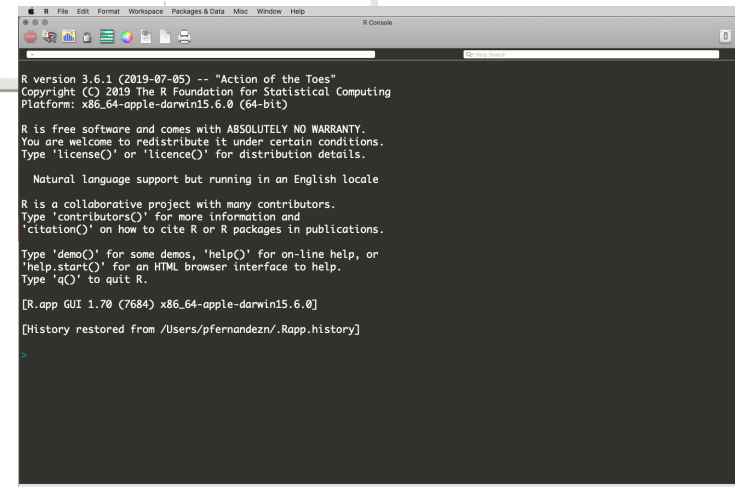 R File Edit Format Workspace Packages & Data Misc Window Help
R Console
Help Search
R version 3.6.1 (2019-07-05) -- "Action of the Toes"
Copyright (C) 2019 The R Foundation for Statistical Computing
Platform: x86_64-apple-darwin15.6.0 (64-bit)
R is free software and comes with ABSOLUTELY NO WARRANTY.
You are welcome to redistribute it under certain conditions.
Type 'license()' or 'licence()' for distribution details.
Natural language support but running in an English locale
R is a collaborative project with many contributors.
Type 'contributors()' for more information and
'citation()' on how to cite R or R packages in publications.
Type 'demo()' for some demos, 'help()' for on-line help, or
'help.start()' for an HTML browser interface to help.
Type 'q()' to quit R.
[R.app GUI 1.70 (7684) x86_64-apple-darwin15.6.0]
[History restored from /Users/pfernandezn/.Rapp.history]
>